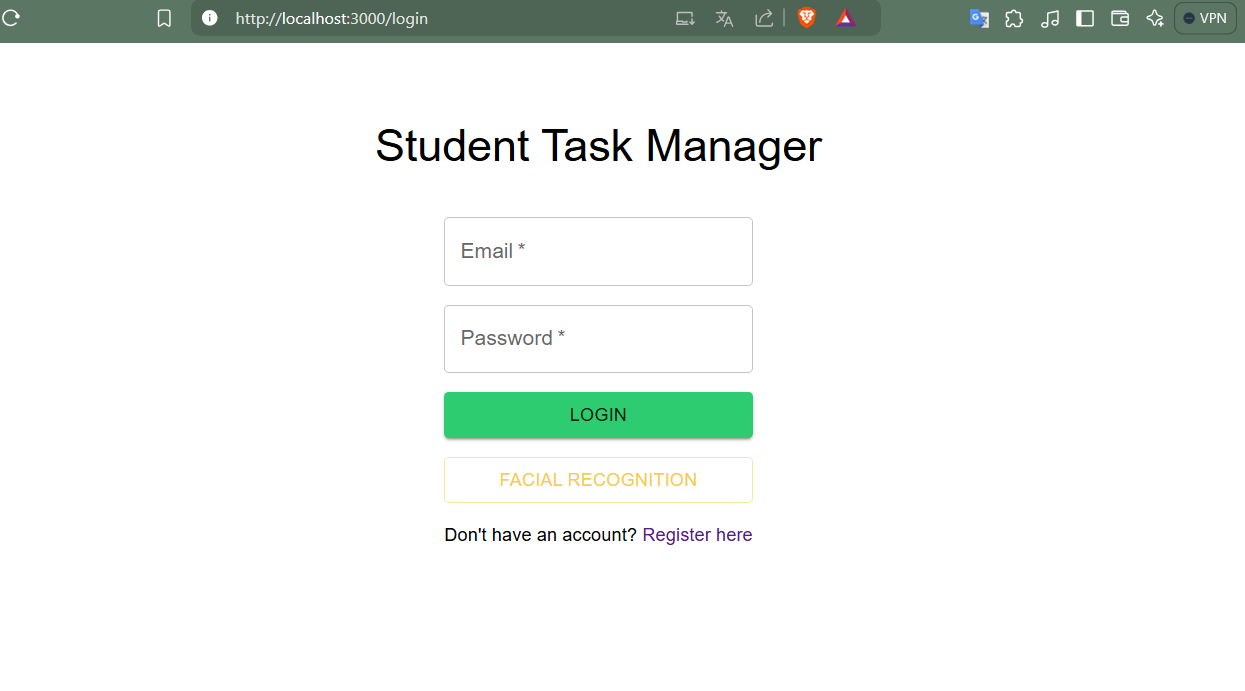 http://localhost:3000/login
VPN
Student Task Manager
Email *
Password *
LOGIN
FACIAL RECOGNITION
Don't have an account? Register here